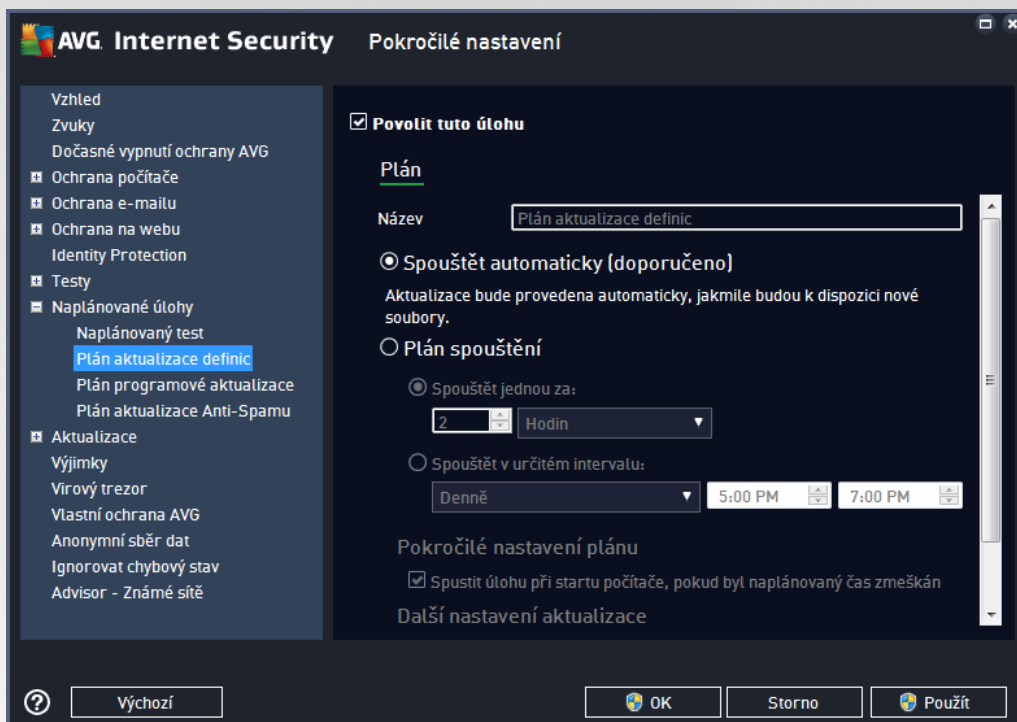 AVG. Internet Security Pokročilé nastavení
Vzhled
Zvuky
Dočasné vypnutí ochrany AVG
Ochrana počítače
Ochrana e-mailu
Ochrana na webu
Identity Protection
Testy
Naplánované úlohy
Naplánovaný test
Plán aktualizace definic
Plán programové aktualizace
Plán aktualizace Anti-Spamu
Aktualizace
Výjimky
Virový trezor
Vlastní ochrana AVG
Anonymní sběr dat
Ignorovat chybový stav
Advisor - Známé sítě
Povolit tuto úlohu
Plán
Název Plán aktualizace definic
Spouštět automaticky (doporučeno)
Aktualizace bude provedena automaticky, jakmile budou k dispozici nové
soubory.
Plán spouštění
Spouštět jednou za:
2 Hodin
Spouštět v určitém intervalu:
Denně 5:00 PM 7:00 PM
Pokročilé nastavení plánu
Spustit úlohu při startu počítače, pokud byl naplánovaný čas zmeškán
Další nastavení aktualizace
? Výchozí OK Storno Použít